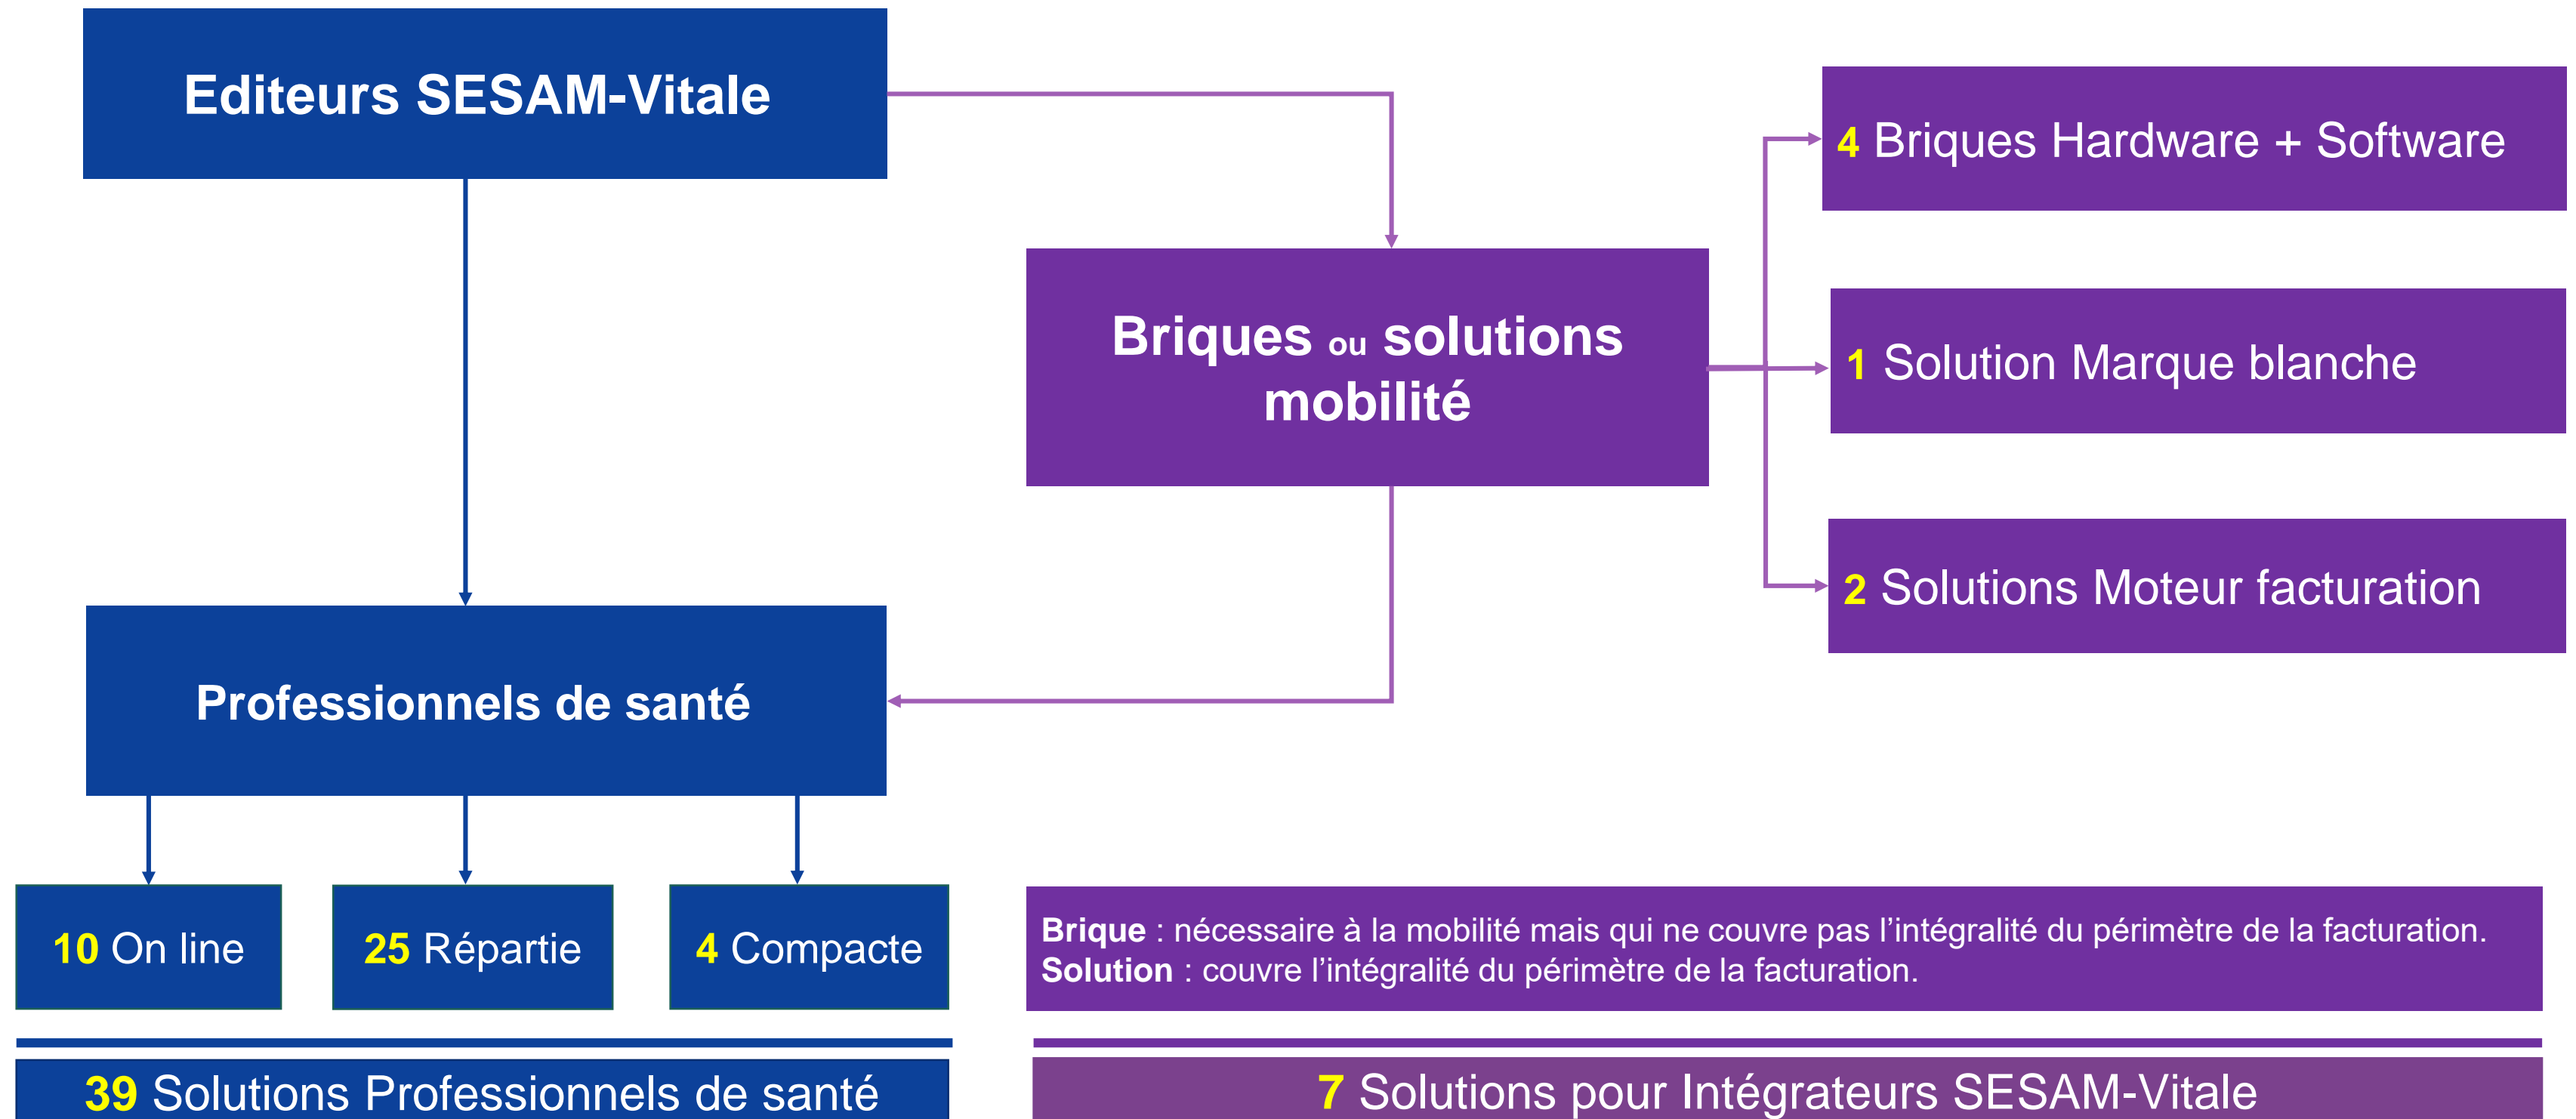 Editeurs SESAM-Vitale
4 Briques Hardware + Software
Briques ou solutions
mobilité
1 Solution Marque blanche
2 Solutions Moteur facturation
Professionnels de santé
10 On line
25 Répartie
4 Compacte
Brique : nécessaire à la mobilité mais qui ne couvre pas l’intégralité du périmètre de la facturation.
Solution : couvre l’intégralité du périmètre de la facturation.
39 Solutions Professionnels de santé
7 Solutions pour Intégrateurs SESAM-Vitale